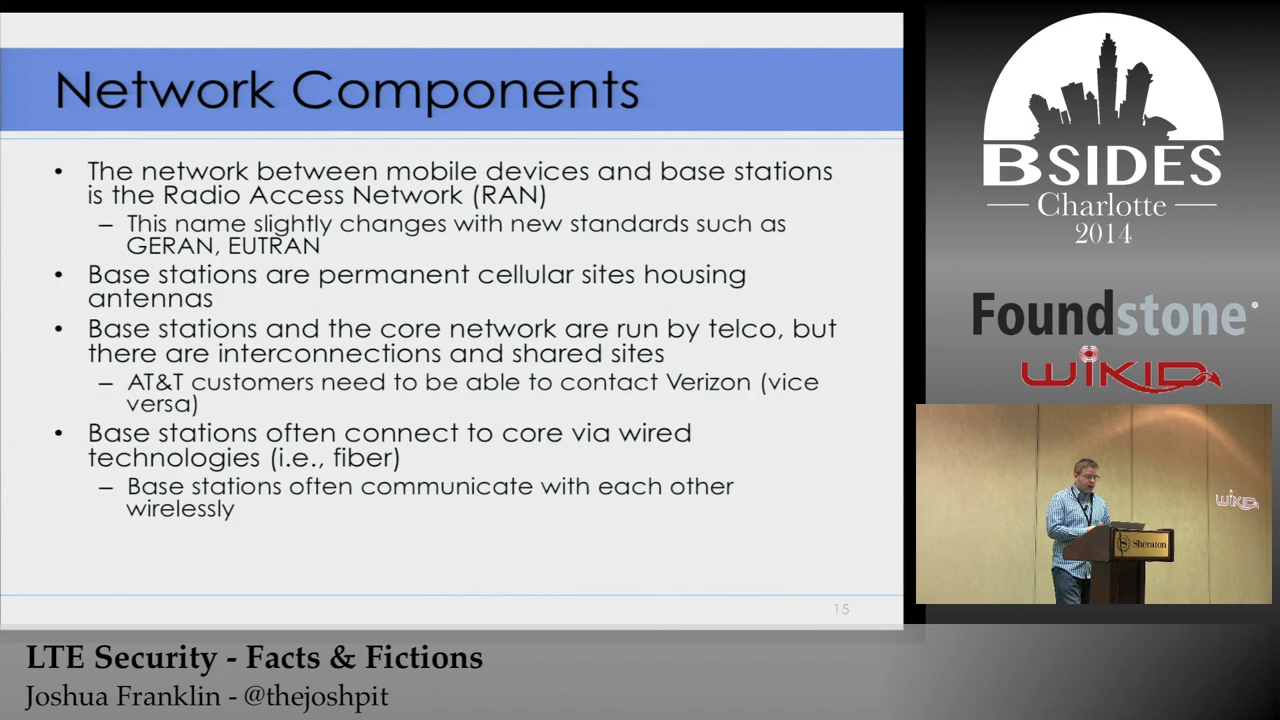 Network Components
• The network between mobile devices and base stations
is the Radio Access Network (RAN)
– This name slightly changes with new standards such as
GERAN, EUTRAN
• Base stations are permanent cellular sites housing
antennas
• Base stations and the core network are run by telco, but
there are interconnections and shared sites
– AT&T customers need to be able to contact Verizon (vice
versa)
• Base stations often connect to core via wired
technologies (i.e., fiber)
– Base stations often communicate with each other
wirelessly
15
BSIDES
Charlotte
2014
Foundstone
WIKID
WIKID
Sheraton
LTE Security - Facts & Fictions
Joshua Franklin - @thejoshpit